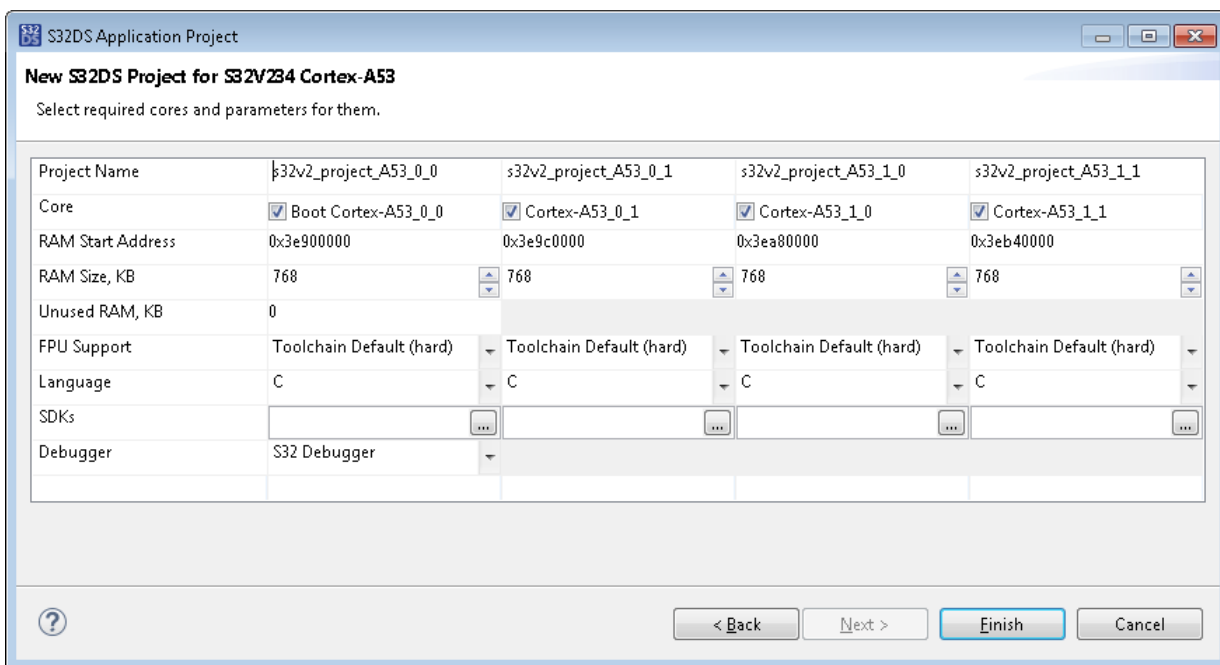 S32DS Application Project
New S32DS Project for S32V234 Cortex-A53
Select required cores and parameters for them.
Project Name s32v2_project_A53_0_0 s32v2_project_A53_0_1 s32v2_project_A53_1_0 s32v2_project_A53_1_1
Core Boot Cortex-A53_0_0 Cortex-A53_0_1 Cortex-A53_1_0 Cortex-A53_1_1
RAM Start Address 0x3e900000 0x3e9c0000 0x3ea80000 0x3eb40000
RAM Size, KB 768 768 768 768
Unused RAM, KB 0
FPU Support Toolchain Default (hard) Toolchain Default (hard) Toolchain Default (hard) Toolchain Default (hard)
Language C C C C
SDKs ... ... ... ...
Debugger S32 Debugger
? < Back Next > Finish Cancel